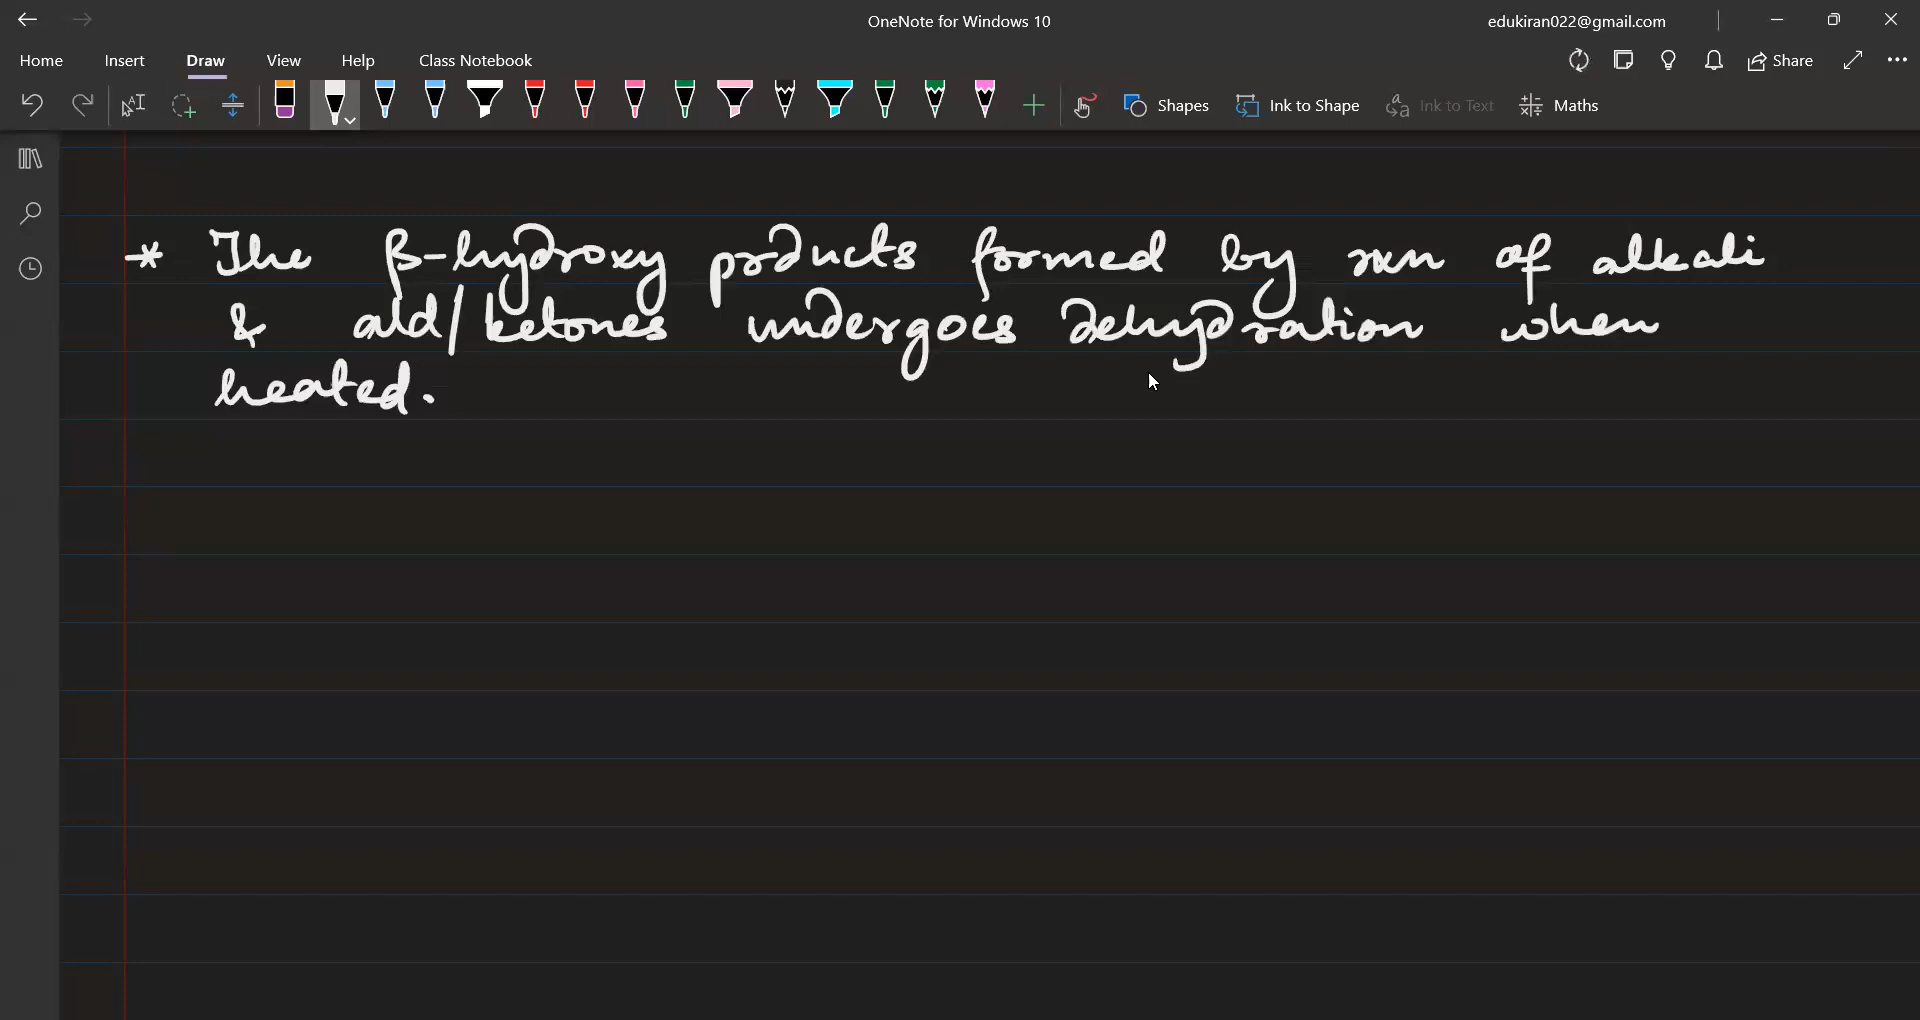 OneNote for Windows 10
edukiran022@gmail.com
Home Insert Draw View Help Class Notebook
Share
Shapes Ink to Shape Ink to Text Maths
* The β-hydroxy products formed by rxn of alkali
& ald/ketones undergoes dehydration when
heated.